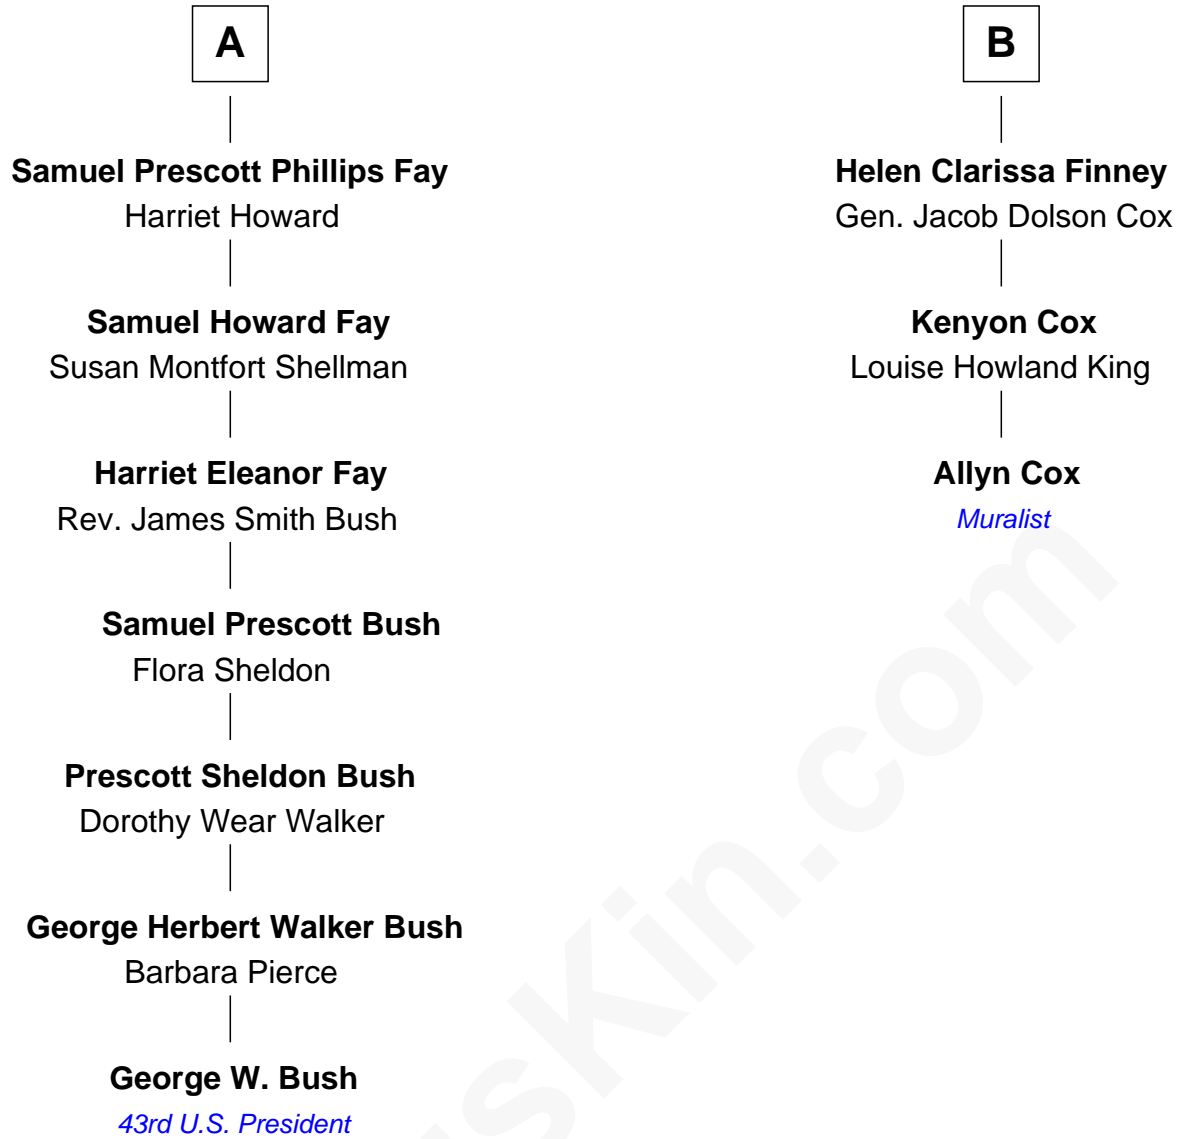 A
Samuel Prescott Phillips Fay
Harriet Howard
Samuel Howard Fay
Susan Montfort Shellman
Harriet Eleanor Fay
Rev. James Smith Bush
Samuel Prescott Bush
Flora Sheldon
Prescott Sheldon Bush
Dorothy Wear Walker
George Herbert Walker Bush
Barbara Pierce
George W. Bush
43rd U.S. President
B
Helen Clarissa Finney
Gen. Jacob Dolson Cox
Kenyon Cox
Louise Howland King
Allyn Cox
Muralist
sKin.com